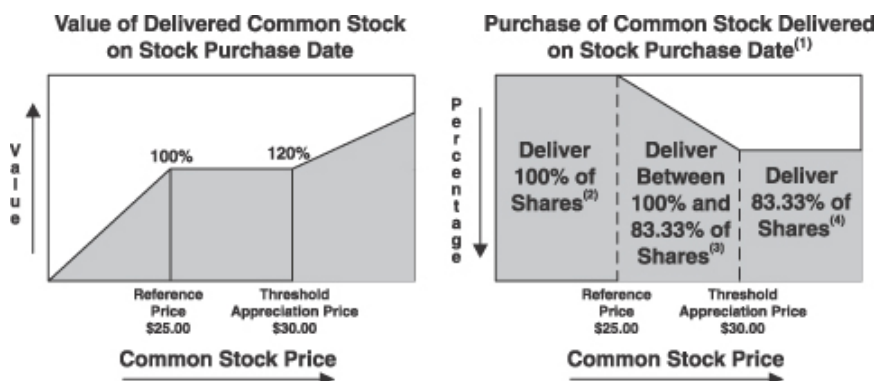 Value of Delivered Common Stock
on Stock Purchase Date
Value
100%
120%
Reference
Price
$25.00
Threshold
Appreciation Price
$30.00
Common Stock Price
Purchase of Common Stock Delivered
on Stock Purchase Date(1)
Percentage
Deliver
100% of
Shares(2)
Deliver
Between
100% and
83.33% of
Shares(3)
Deliver
83.33% of
Shares(4)
Reference
Price
$25.00
Threshold
Appreciation Price
$30.00
Common Stock Price